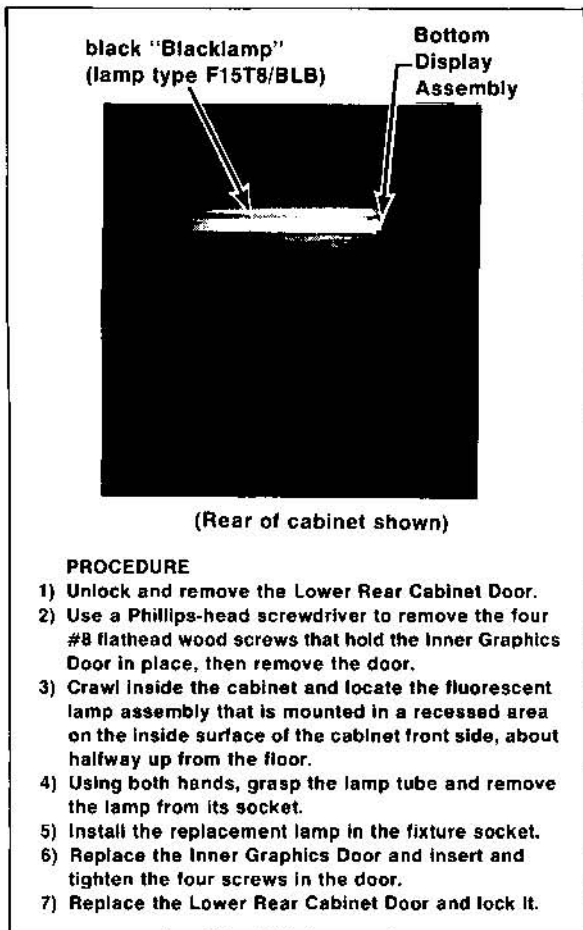 black "Blacklamp"
(lamp type F15T8/BLB)
Bottom
Display
Assembly
(Rear of cabinet shown)
PROCEDURE
1) Unlock and remove the Lower Rear Cabinet Door.
2) Use a Phillips-head screwdriver to remove the four
#8 flathead wood screws that hold the Inner Graphics
Door in place, then remove the door.
3) Crawl inside the cabinet and locate the fluorescent
lamp assembly that is mounted in a recessed area
on the inside surface of the cabinet front side, about
halfway up from the floor.
4) Using both hands, grasp the lamp tube and remove
the lamp from its socket.
5) Install the replacement lamp in the fixture socket.
6) Replace the Inner Graphics Door and insert and
tighten the four screws in the door.
7) Replace the Lower Rear Cabinet Door and lock it.